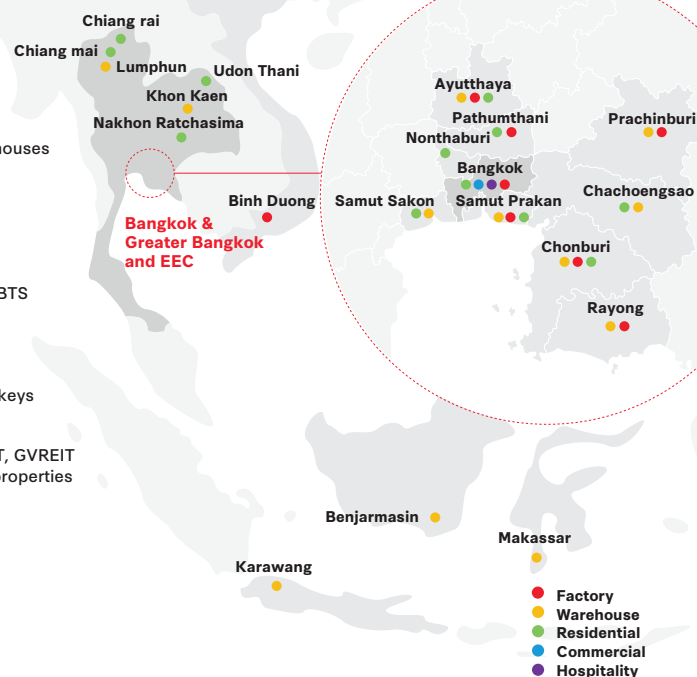 Chiang rai
Chiang mai
Lumphun
Udon Thani
Khon Kaen
Nakhon Ratchasima
Binh Duong
Bangkok &
Greater Bangkok
and EEC
Ayutthaya
Pathumthani
Nonthaburi
Bangkok
Samut Sakon
Samut Prakan
Prachinburi
Chachoengsao
Chonburi
Rayong
BTS
keys
GVREIT
Benjarmasin
Makassar
Karawang
Factory
Warehouse
Residential
Commercial
Hospitality